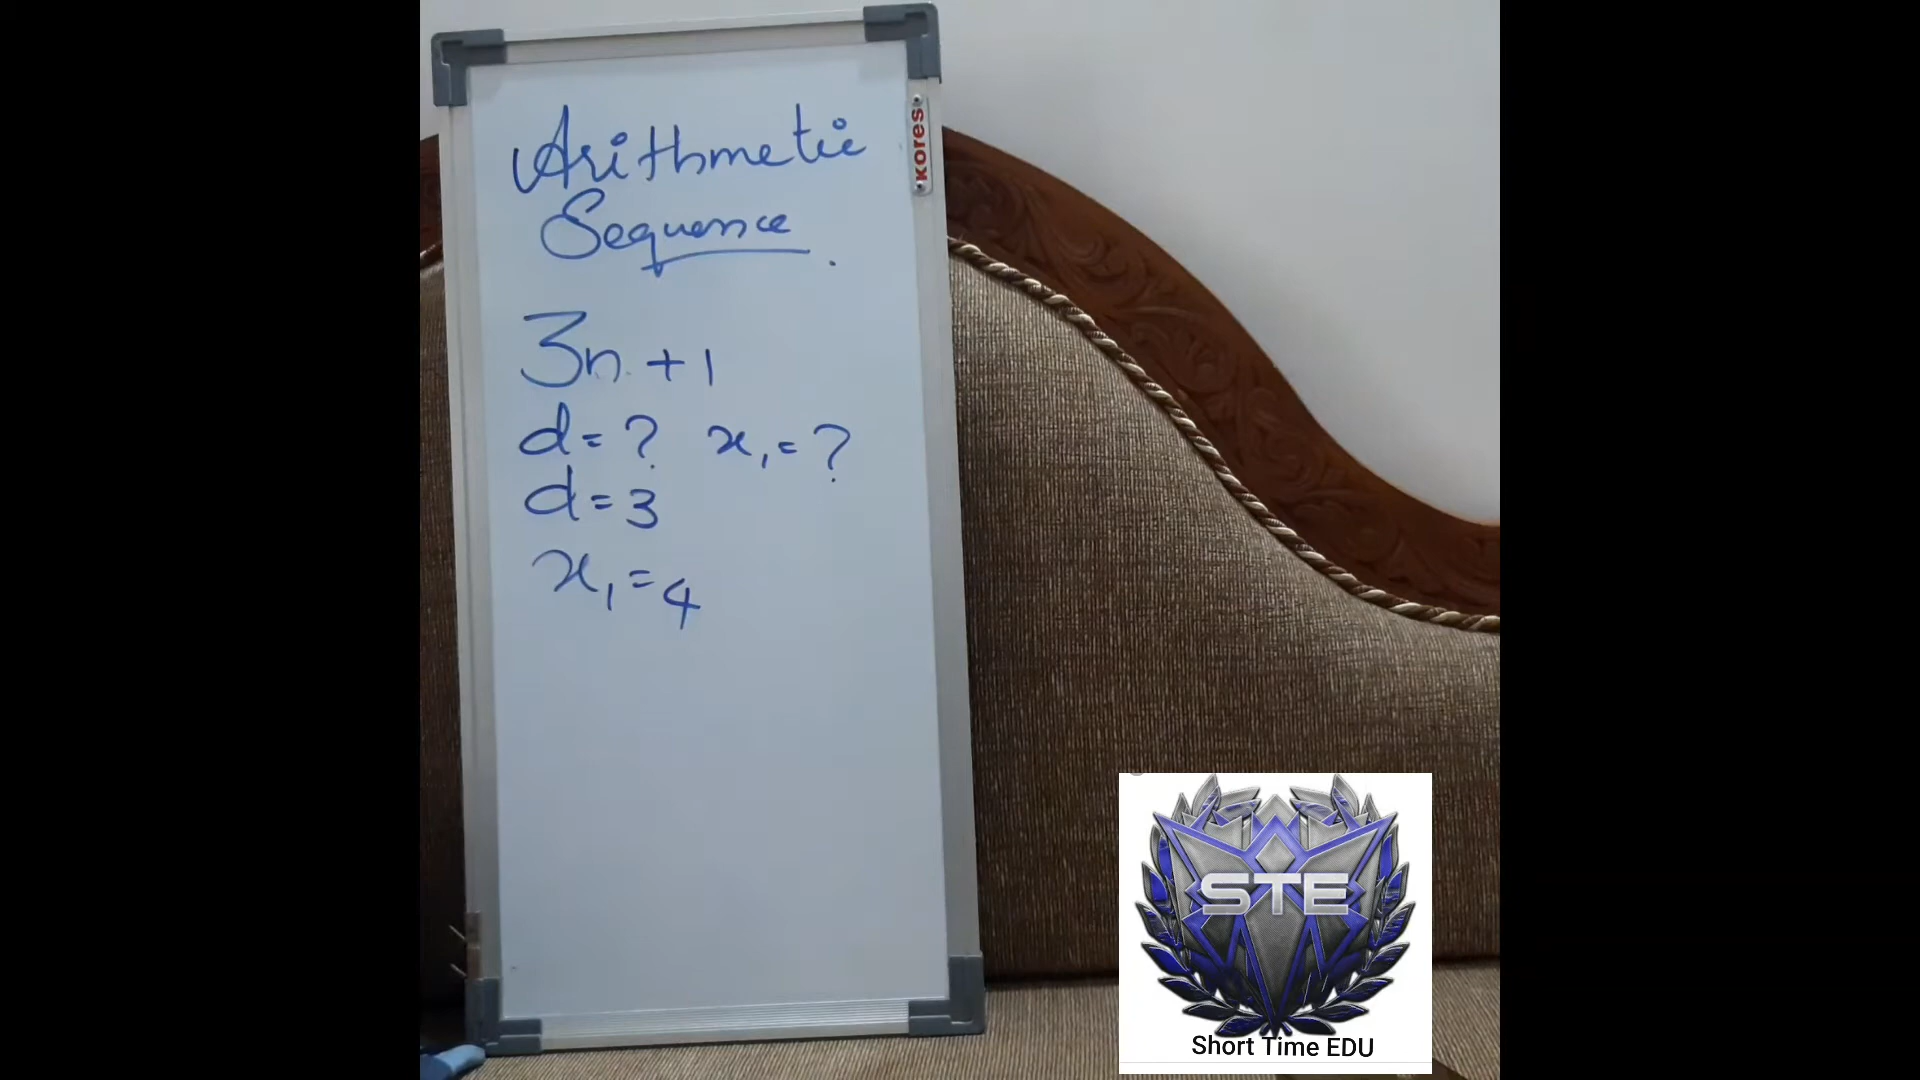 Arithmetic
Sequence
kores
3n + 1
d = ? x₁ = ?
d = 3
x₁ = 4
STE
Short Time EDU